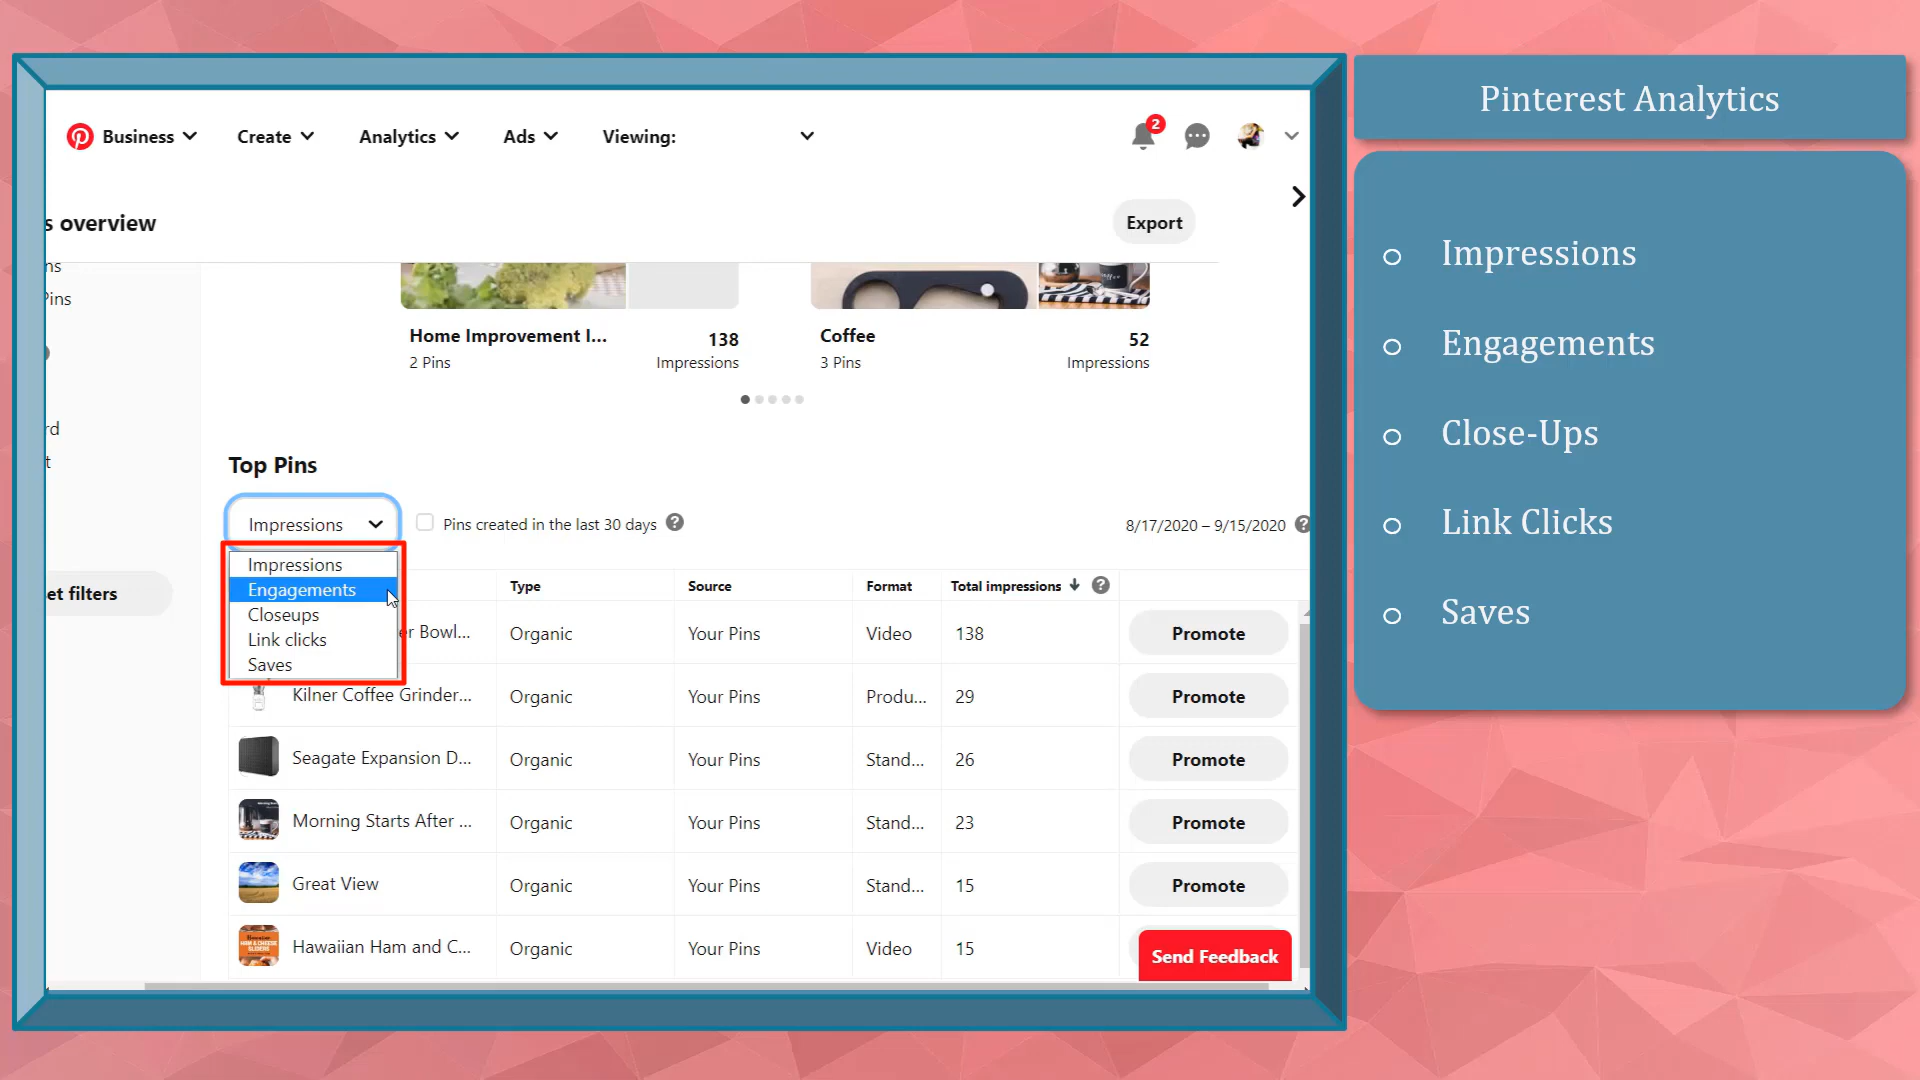 Pinterest Analytics
Business
Create
Analytics
Ads
Viewing:
2
s overview
Export
ns
Pins
rd
t
et filters
Home Improvement I...
138
2 Pins
Impressions
Coffee
52
3 Pins
Impressions
Top Pins
Impressions
Pins created in the last 30 days
8/17/2020 – 9/15/2020
Impressions
Engagements
Closeups
Link clicks
Saves
Type
Source
Format
Total impressions
er Bowl...
Organic
Your Pins
Video
138
Promote
Kilner Coffee Grinder...
Organic
Your Pins
Produ...
29
Promote
Seagate Expansion D...
Organic
Your Pins
Stand...
26
Promote
Morning Starts After ...
Organic
Your Pins
Stand...
23
Promote
Great View
Organic
Your Pins
Stand...
15
Promote
Hawaiian Ham and C...
Organic
Your Pins
Video
15
Send Feedback
Impressions
Engagements
Close-Ups
Link Clicks
Saves